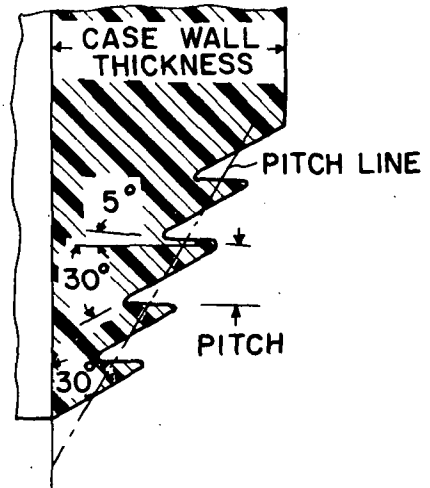 CASE WALL
THICKNESS
PITCH LINE
5°
30°
PITCH
30°